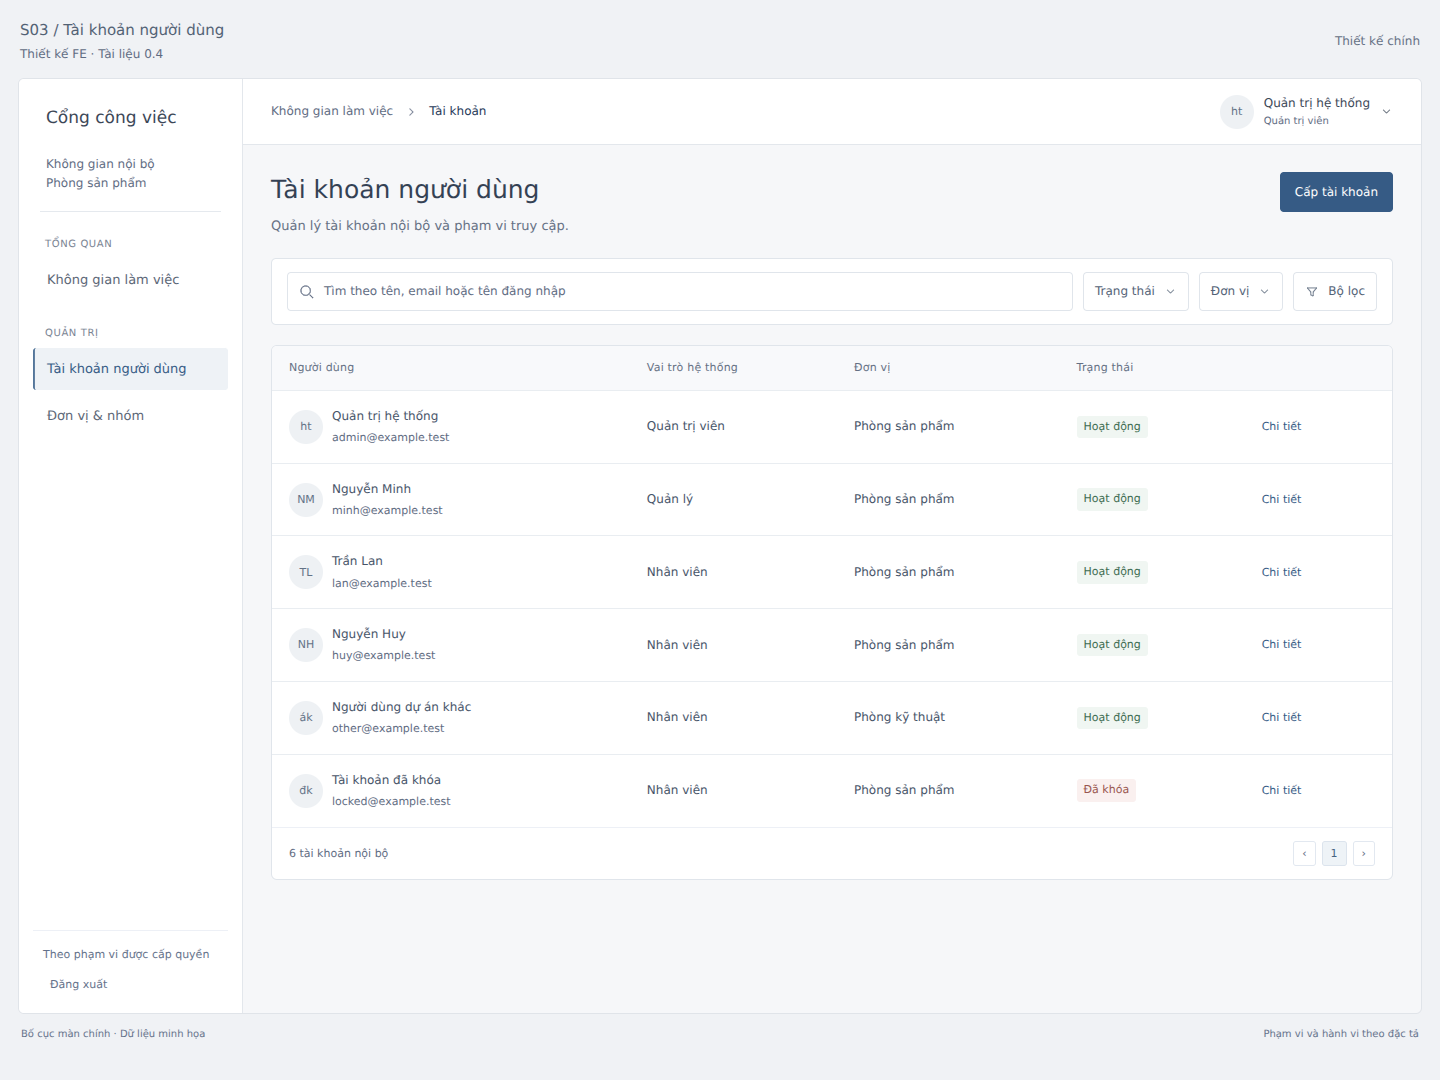 S03 / Tài khoản người dùng
Thiết kế FE · Tài liệu 0.4
Thiết kế chính
Cổng công việc
Không gian nội bộ
Phòng sản phẩm
TỔNG QUAN
Không gian làm việc
QUẢN TRỊ
Tài khoản người dùng
Đơn vị & nhóm
Theo phạm vi được cấp quyền
Đăng xuất
Không gian làm việc > Tài khoản
ht Quản trị hệ thống
Quản trị viên
Tài khoản người dùng
Cấp tài khoản
Quản lý tài khoản nội bộ và phạm vi truy cập.
Tìm theo tên, email hoặc tên đăng nhập Trạng thái Đơn vị Bộ lọc
Người dùng Vai trò hệ thống Đơn vị Trạng thái
ht Quản trị hệ thống Quản trị viên Phòng sản phẩm Hoạt động Chi tiết
admin@example.test
NM Nguyễn Minh Quản lý Phòng sản phẩm Hoạt động Chi tiết
minh@example.test
TL Trần Lan Nhân viên Phòng sản phẩm Hoạt động Chi tiết
lan@example.test
NH Nguyễn Huy Nhân viên Phòng sản phẩm Hoạt động Chi tiết
huy@example.test
ák Người dùng dự án khác Nhân viên Phòng kỹ thuật Hoạt động Chi tiết
other@example.test
đk Tài khoản đã khóa Nhân viên Phòng sản phẩm Đã khóa Chi tiết
locked@example.test
6 tài khoản nội bộ ‹ 1 ›
Bố cục màn chính · Dữ liệu minh họa
Phạm vi và hành vi theo đặc tả